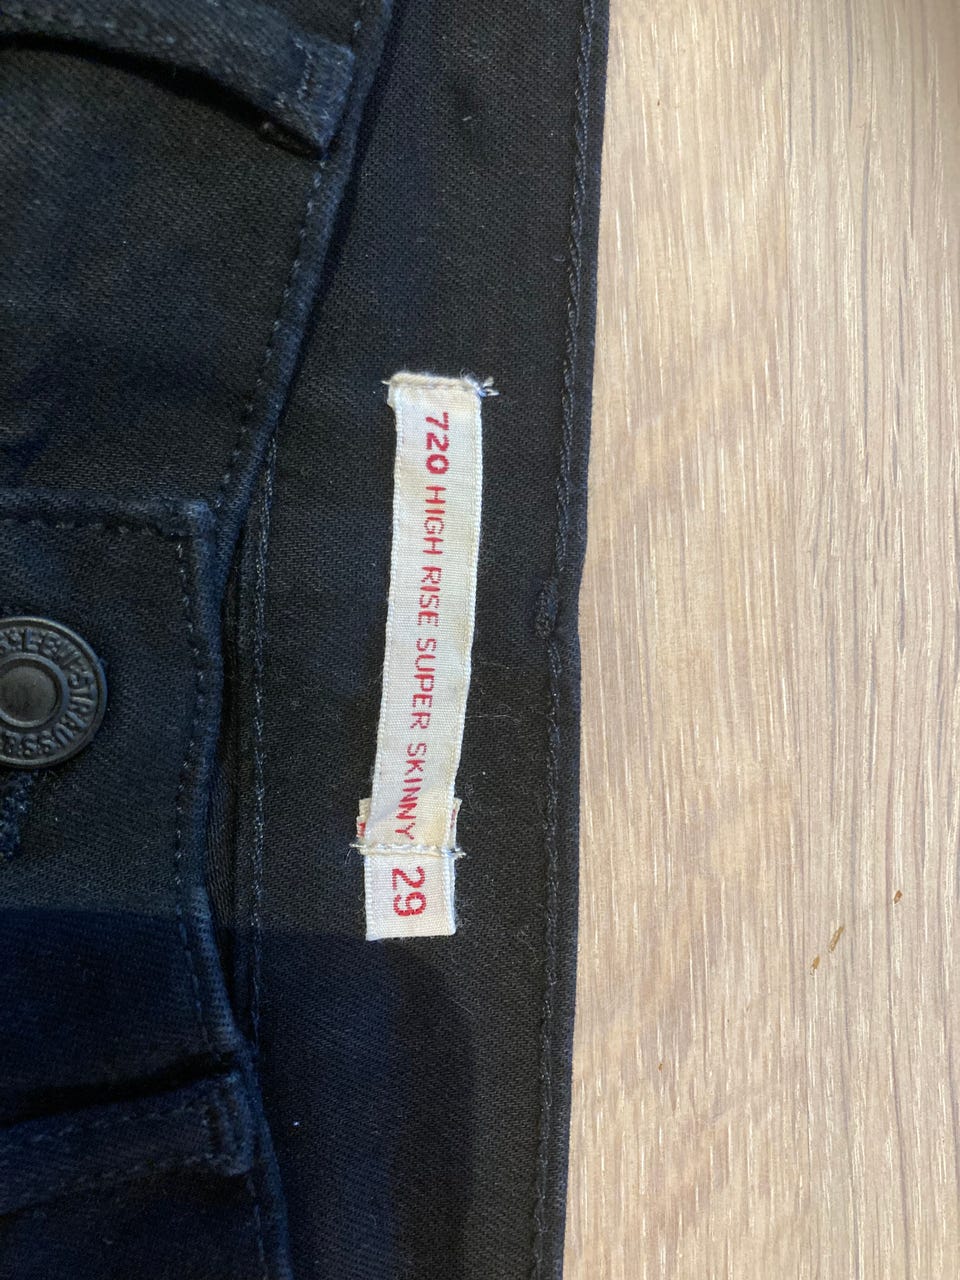 720 HIGH RISE SUPER SKINNY
29